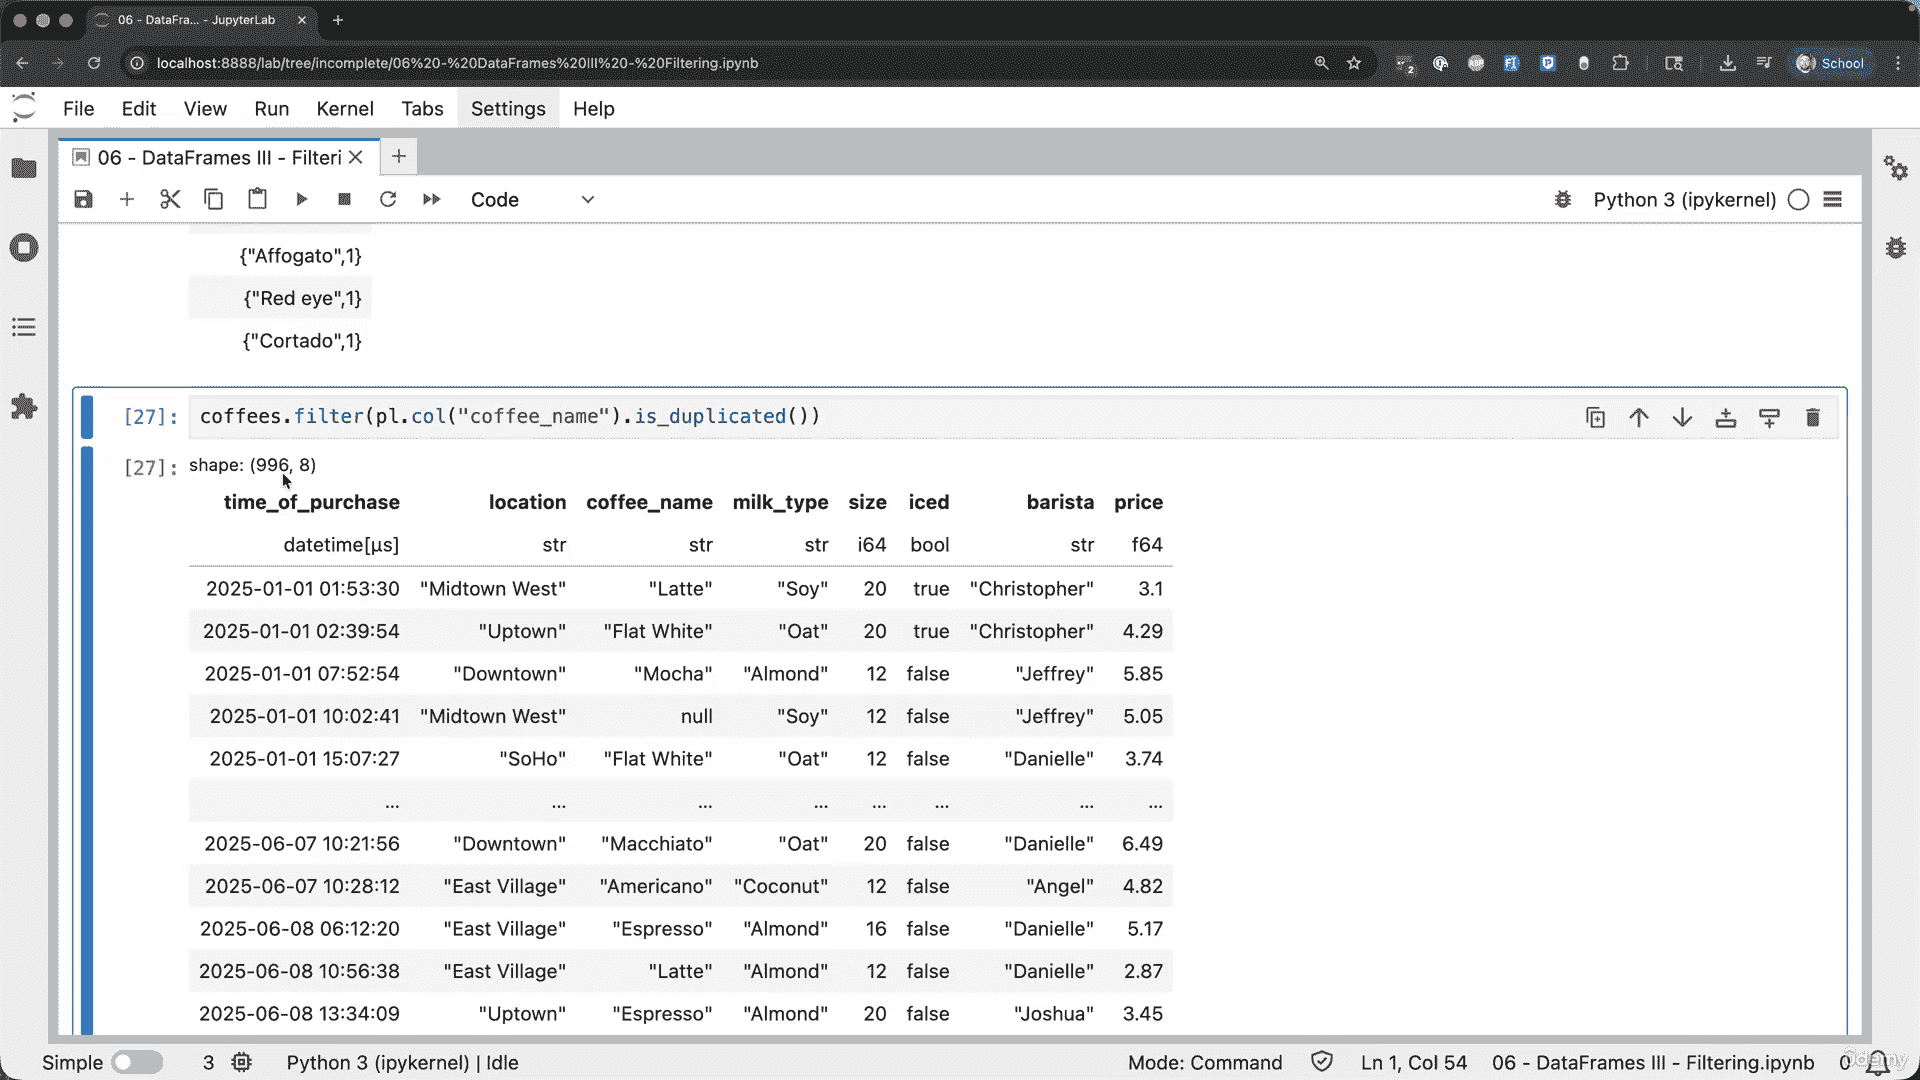 06 - DataFra... - JupyterLab
localhost:8888/lab/tree/incomplete/06%20-%20DataFrames%20III%20-%20Filtering.ipynb
2
ABP
School
File Edit View Run Kernel Tabs Settings Help
06 - DataFrames III - Filteri
Code
Python 3 (ipykernel)
{"Affogato",1}
{"Red eye",1}
{"Cortado",1}
[27]: coffees.filter(pl.col("coffee_name").is_duplicated())
[27]: shape: (996, 8)
time_of_purchase location coffee_name milk_type size iced barista price
datetime[μs] str str str i64 bool str f64
2025-01-01 01:53:30 "Midtown West" "Latte" "Soy" 20 true "Christopher" 3.1
2025-01-01 02:39:54 "Uptown" "Flat White" "Oat" 20 true "Christopher" 4.29
2025-01-01 07:52:54 "Downtown" "Mocha" "Almond" 12 false "Jeffrey" 5.85
2025-01-01 10:02:41 "Midtown West" null "Soy" 12 false "Jeffrey" 5.05
2025-01-01 15:07:27 "SoHo" "Flat White" "Oat" 12 false "Danielle" 3.74
... ... ... ... ... ... ... ...
2025-06-07 10:21:56 "Downtown" "Macchiato" "Oat" 20 false "Danielle" 6.49
2025-06-07 10:28:12 "East Village" "Americano" "Coconut" 12 false "Angel" 4.82
2025-06-08 06:12:20 "East Village" "Espresso" "Almond" 16 false "Danielle" 5.17
2025-06-08 10:56:38 "East Village" "Latte" "Almond" 12 false "Danielle" 2.87
2025-06-08 13:34:09 "Uptown" "Espresso" "Almond" 20 false "Joshua" 3.45
Simple 3 Python 3 (ipykernel) | Idle Mode: Command Ln 1, Col 54 06 - DataFrames III - Filtering.ipynb 0